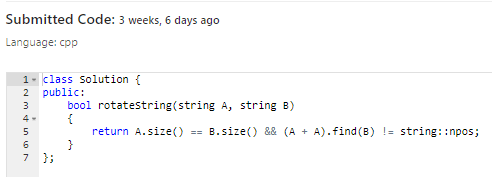 Submitted Code: 3 weeks, 6 days ago
Language: cpp
1 class Solution {
2 public:
3     bool rotateString(string A, string B)
4     {
5         return A.size() == B.size() && (A + A).find(B) != string::npos;
6     }
7 };